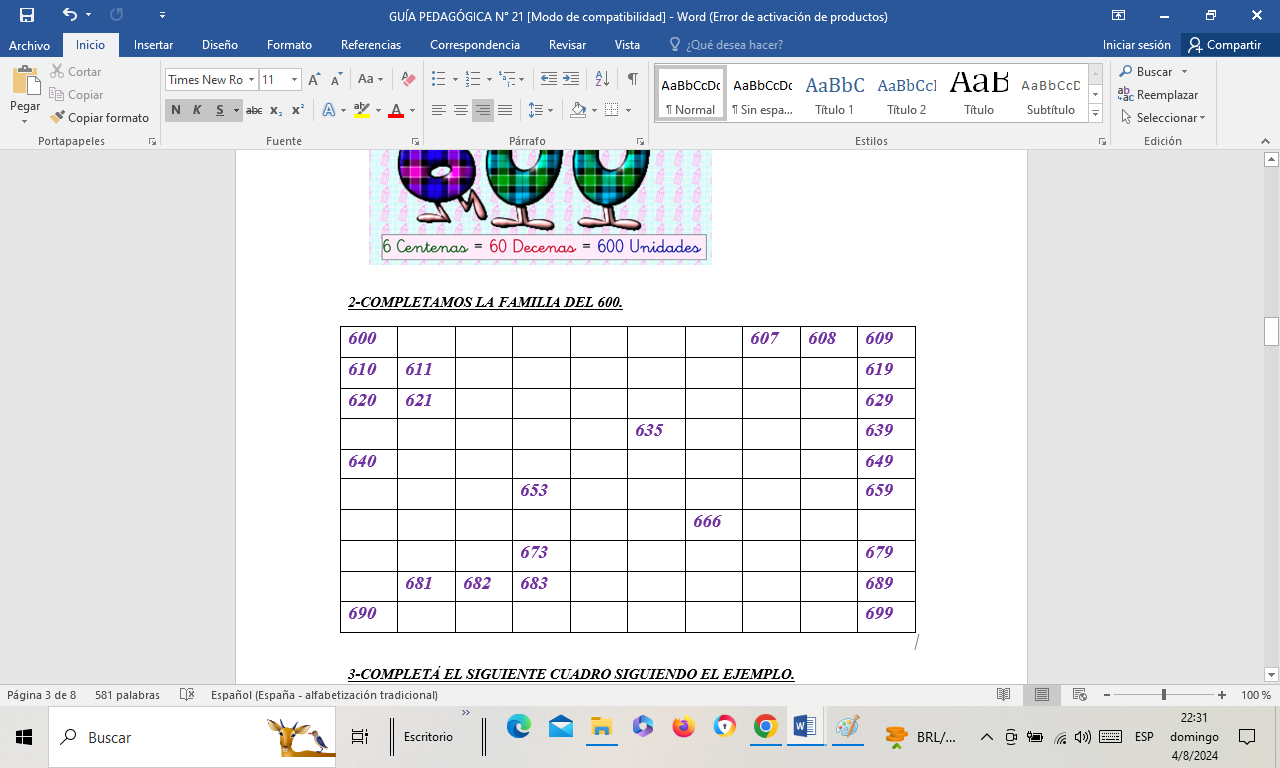 GUÍA PEDAGÓGICA N° 21 [Modo de compatibilidad] - Word (Error de activación de productos)
Archivo Inicio Insertar Diseño Formato Referencias Correspondencia Revisar Vista ¿Qué desea hacer? Iniciar sesión Compartir
Pegar
Cortar
Copiar
Copiar formato
Portapapeles
Times New Ro 11 Aa
N K S abc x₂ x² A A
Fuente
Párrafo
AaBbCcDc AaBbCcDc AaBbC AaBbCcI AaB AaBbCcD
¶ Normal ¶ Sin espa... Título 1 Título 2 Título Subtítulo
Estilos
Buscar
Reemplazar
Seleccionar
Edición
6 Centenas = 60 Decenas = 600 Unidades
2-COMPLETAMOS LA FAMILIA DEL 600.
600 607 608 609
610 611 619
620 621 629
635 639
640 649
653 659
666
673 679
681 682 683 689
690 699
3-COMPLETÁ EL SIGUIENTE CUADRO SIGUIENDO EL EJEMPLO.
Página 3 de 8 581 palabras Español (España - alfabetización tradicional) 100 %
Buscar
Escritorio
BRL/...
ESP
22:31
domingo
4/8/2024